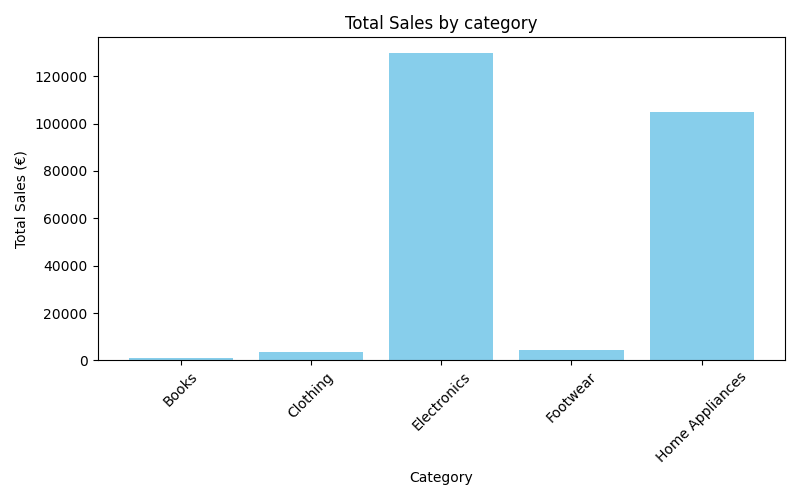 Total Sales by category
Total Sales (€)
120000
100000
80000
60000
40000
20000
0
Books
Clothing
Electronics
Footwear
Home Appliances
Category